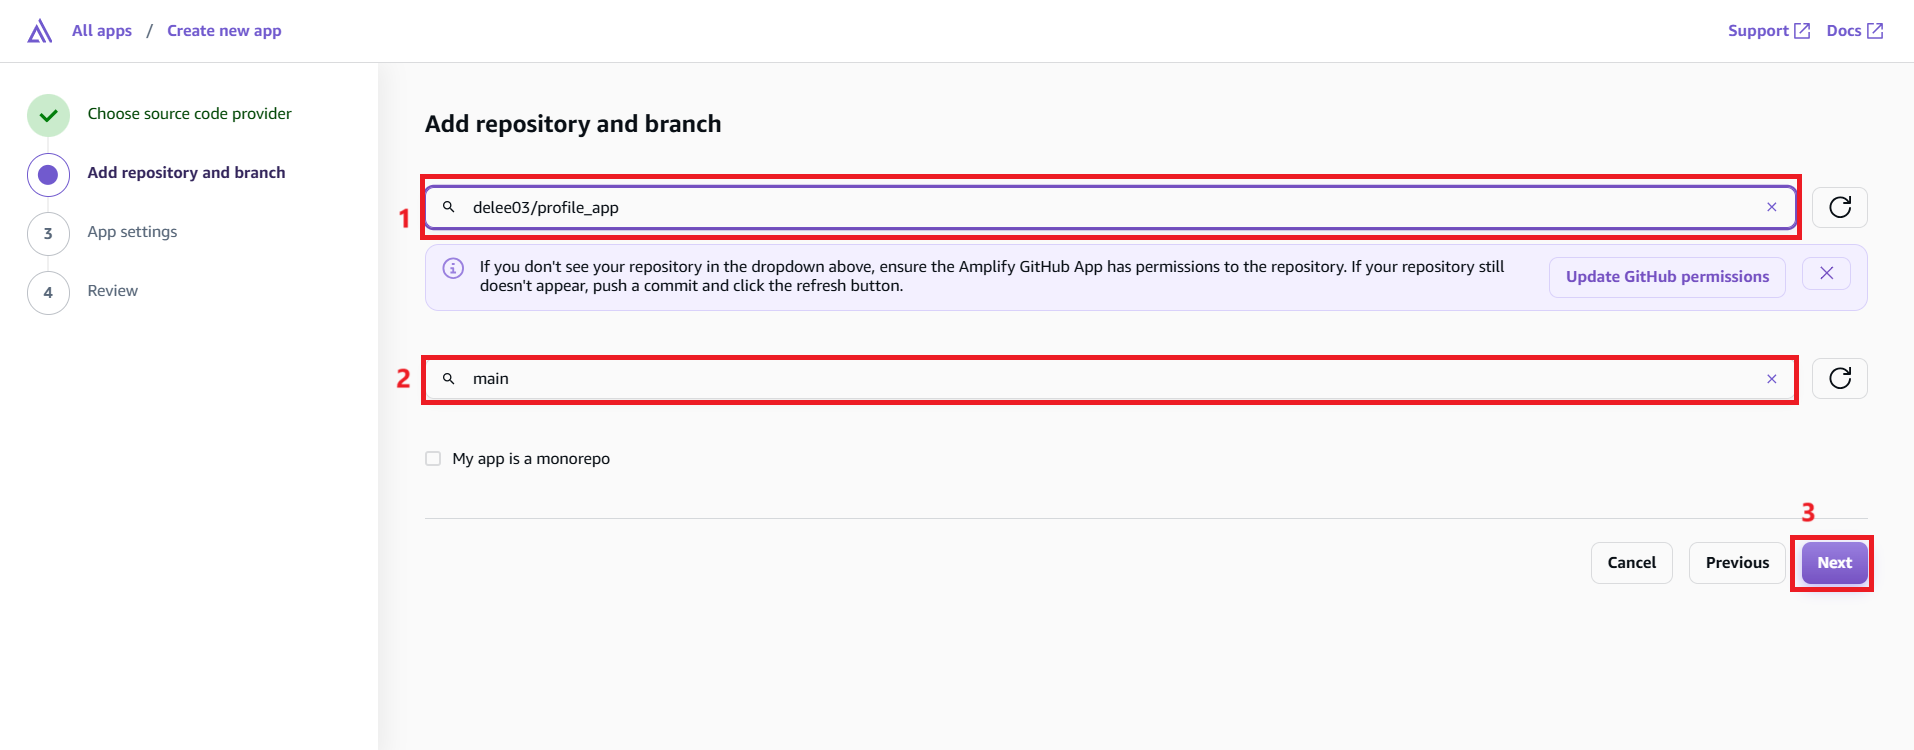 All apps / Create new app
Support Docs
Choose source code provider
Add repository and branch
3 App settings
4 Review
Add repository and branch
1 delee03/profile_app
If you don't see your repository in the dropdown above, ensure the Amplify GitHub App has permissions to the repository. If your repository still
doesn't appear, push a commit and click the refresh button.
Update GitHub permissions
2 main
My app is a monorepo
3
Cancel Previous Next